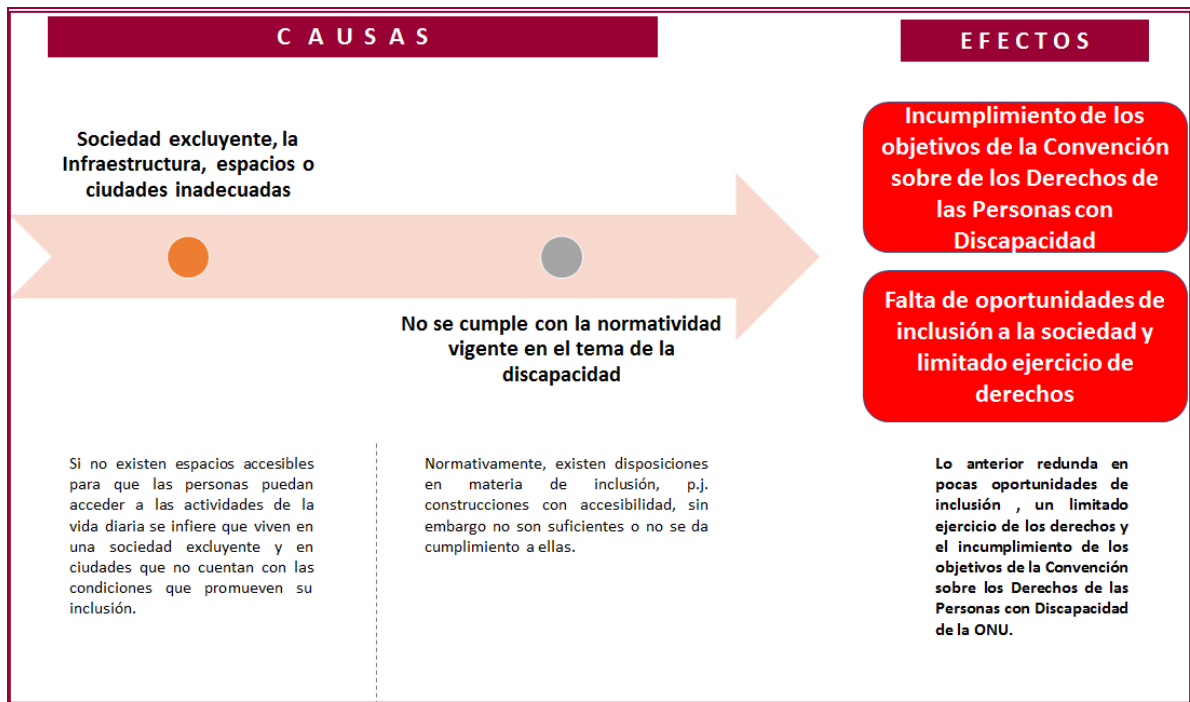 CAUSAS
EFECTOS
Sociedad excluyente, la
Infraestructura, espacios o
ciudades inadecuadas
No se cumple con la normatividad
vigente en el tema de la
discapacidad
Incumplimiento de los
objetivos de la Convención
sobre de los Derechos de
las Personas con
Discapacidad
Falta de oportunidades de
inclusión a la sociedad y
limitado ejercicio de
derechos
Si no existen espacios accesibles
para que las personas puedan
acceder a las actividades de la
vida diaria se infiere que viven en
una sociedad excluyente y en
ciudades que no cuentan con las
condiciones que promueven su
inclusión.
Normativamente, existen disposiciones
en materia de inclusión, p.j.
construcciones con accesibilidad, sin
embargo no son suficientes o no se da
cumplimiento a ellas.
Lo anterior redunda en
pocas oportunidades de
inclusión , un limitado
ejercicio de los derechos y
el incumplimiento de los
objetivos de la Convención
sobre los Derechos de las
Personas con Discapacidad
de la ONU.